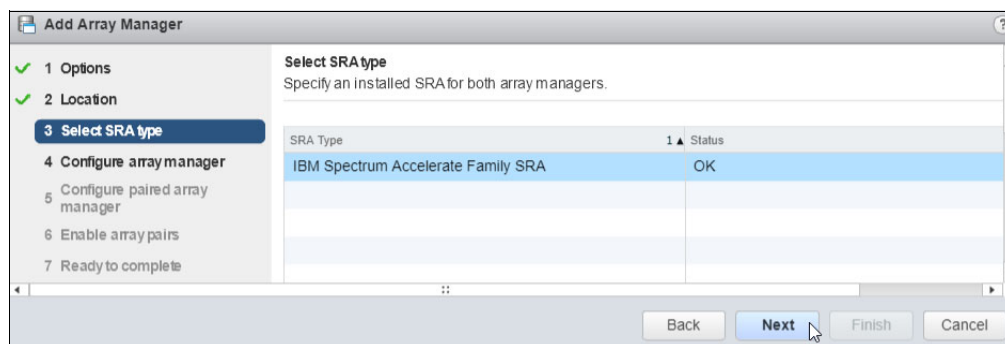 Add Array Manager
?
1 Options
2 Location
3 Select SRA type
4 Configure array manager
5 Configure paired array
manager
6 Enable array pairs
7 Ready to complete
Select SRA type
Specify an installed SRA for both array managers.
SRA Type 1 ▲ Status
IBM Spectrum Accelerate Family SRA OK
Back Next Finish Cancel